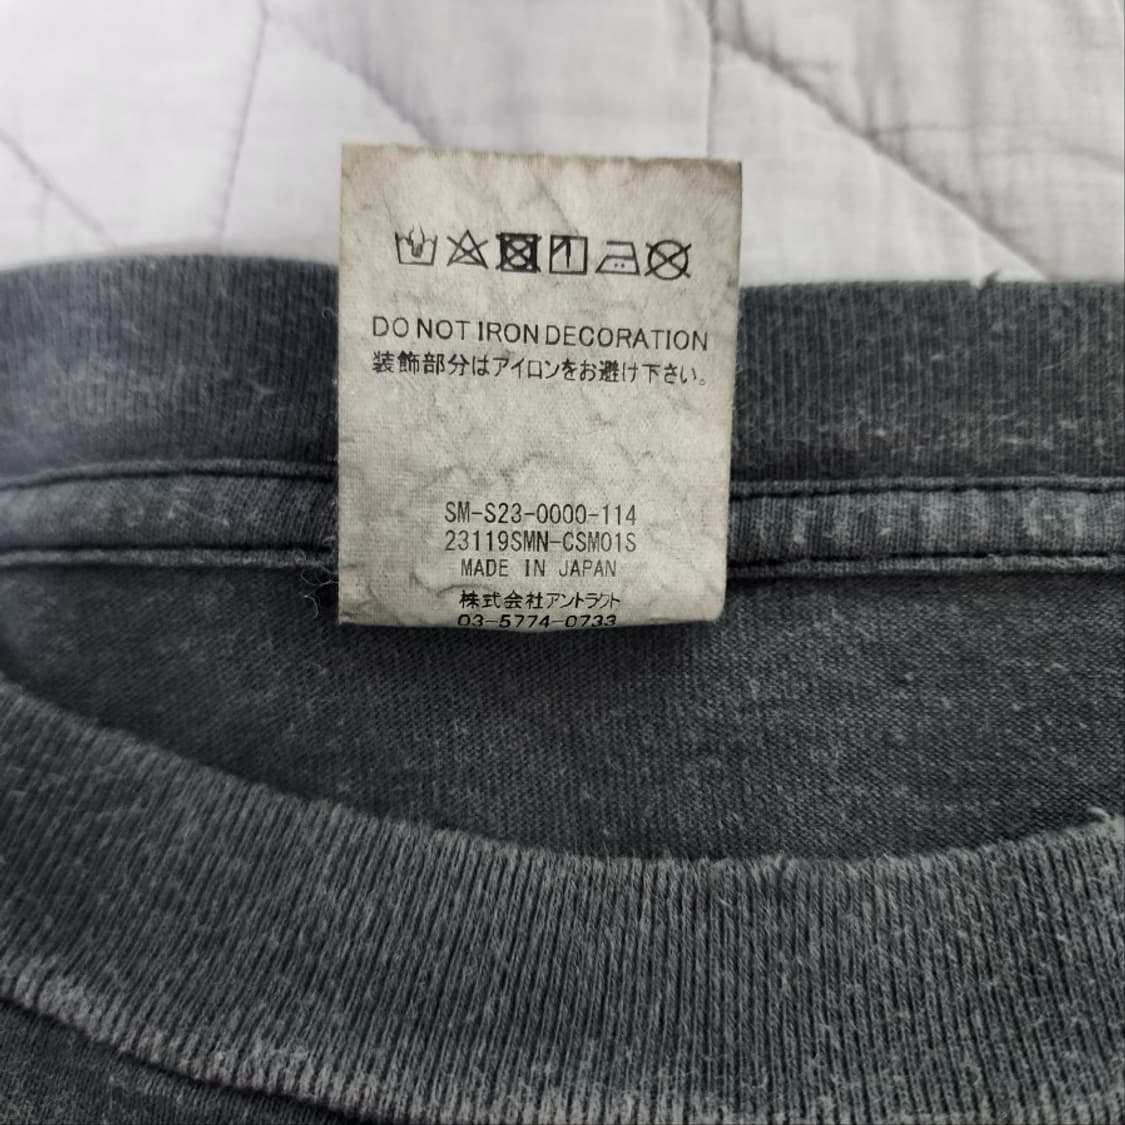 DO NOT IRON DECORATION
装飾部分はアイロンをお避け下さい。
SM-S23-0000-114
23119SMN-CSM01S
MADE IN JAPAN
株式会社アントラクト
03-5774-0733